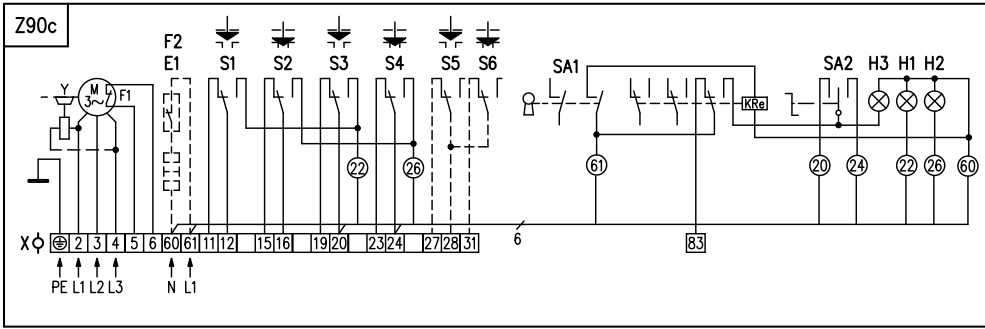 Z90c
F2
E1 S1 S2 S3 S4 S5 S6 SA1 SA2 H3 H1 H2
Y M 3~ F1
KRe
22 26 61 20 24 22 26 60
X 2 3 4 5 6 60 61 11 12 15 16 19 20 23 24 27 28 31 6 83
PE L1 L2 L3 N L1